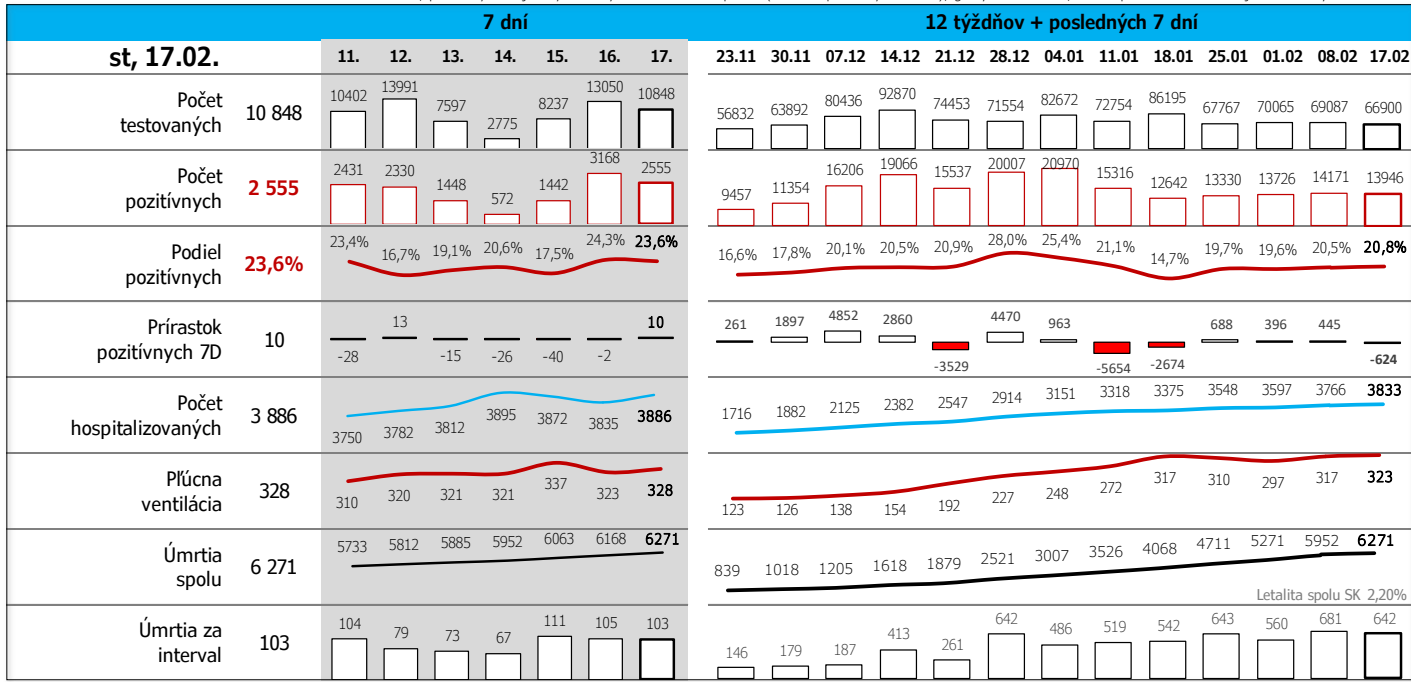 7 dní 12 týždňov + posledných 7 dní
st, 17.02. 11. 12. 13. 14. 15. 16. 17. 23.11 30.11 07.12 14.12 21.12 28.12 04.01 11.01 18.01 25.01 01.02 08.02 17.02
Počet testovaných 10 848 10402 13991 7597 2775 8237 13050 10848 56832 63892 80436 92870 74453 71554 82672 72754 86195 67767 70065 69087 66900
Počet pozitívnych 2 555 2431 2330 1448 572 1442 3168 2555 9457 11354 16206 19066 15537 20007 20970 15316 12642 13330 13726 14171 13946
Podiel pozitívnych 23,6% 23,4% 16,7% 19,1% 20,6% 17,5% 24,3% 23,6% 16,6% 17,8% 20,1% 20,5% 20,9% 28,0% 25,4% 21,1% 14,7% 19,7% 19,6% 20,5% 20,8%
Prírastok pozitívnych 7D 10 -28 13 -15 -26 -40 -2 10 261 1897 4852 2860 -3529 4470 963 -5654 -2674 688 396 445 -624
Počet hospitalizovaných 3 886 3750 3782 3812 3895 3872 3835 3886 1716 1882 2125 2382 2547 2914 3151 3318 3375 3548 3597 3766 3833
Pľúcna ventilácia 328 310 320 321 321 337 323 328 123 126 138 154 192 227 248 272 317 310 297 317 323
Úmrtia spolu 6 271 5733 5812 5885 5952 6063 6168 6271 839 1018 1205 1618 1879 2521 3007 3526 4068 4711 5271 5952 6271
Letalita spolu SK 2,20%
Úmrtia za interval 103 104 79 73 67 111 105 103 146 179 187 413 261 642 486 519 542 643 560 681 642